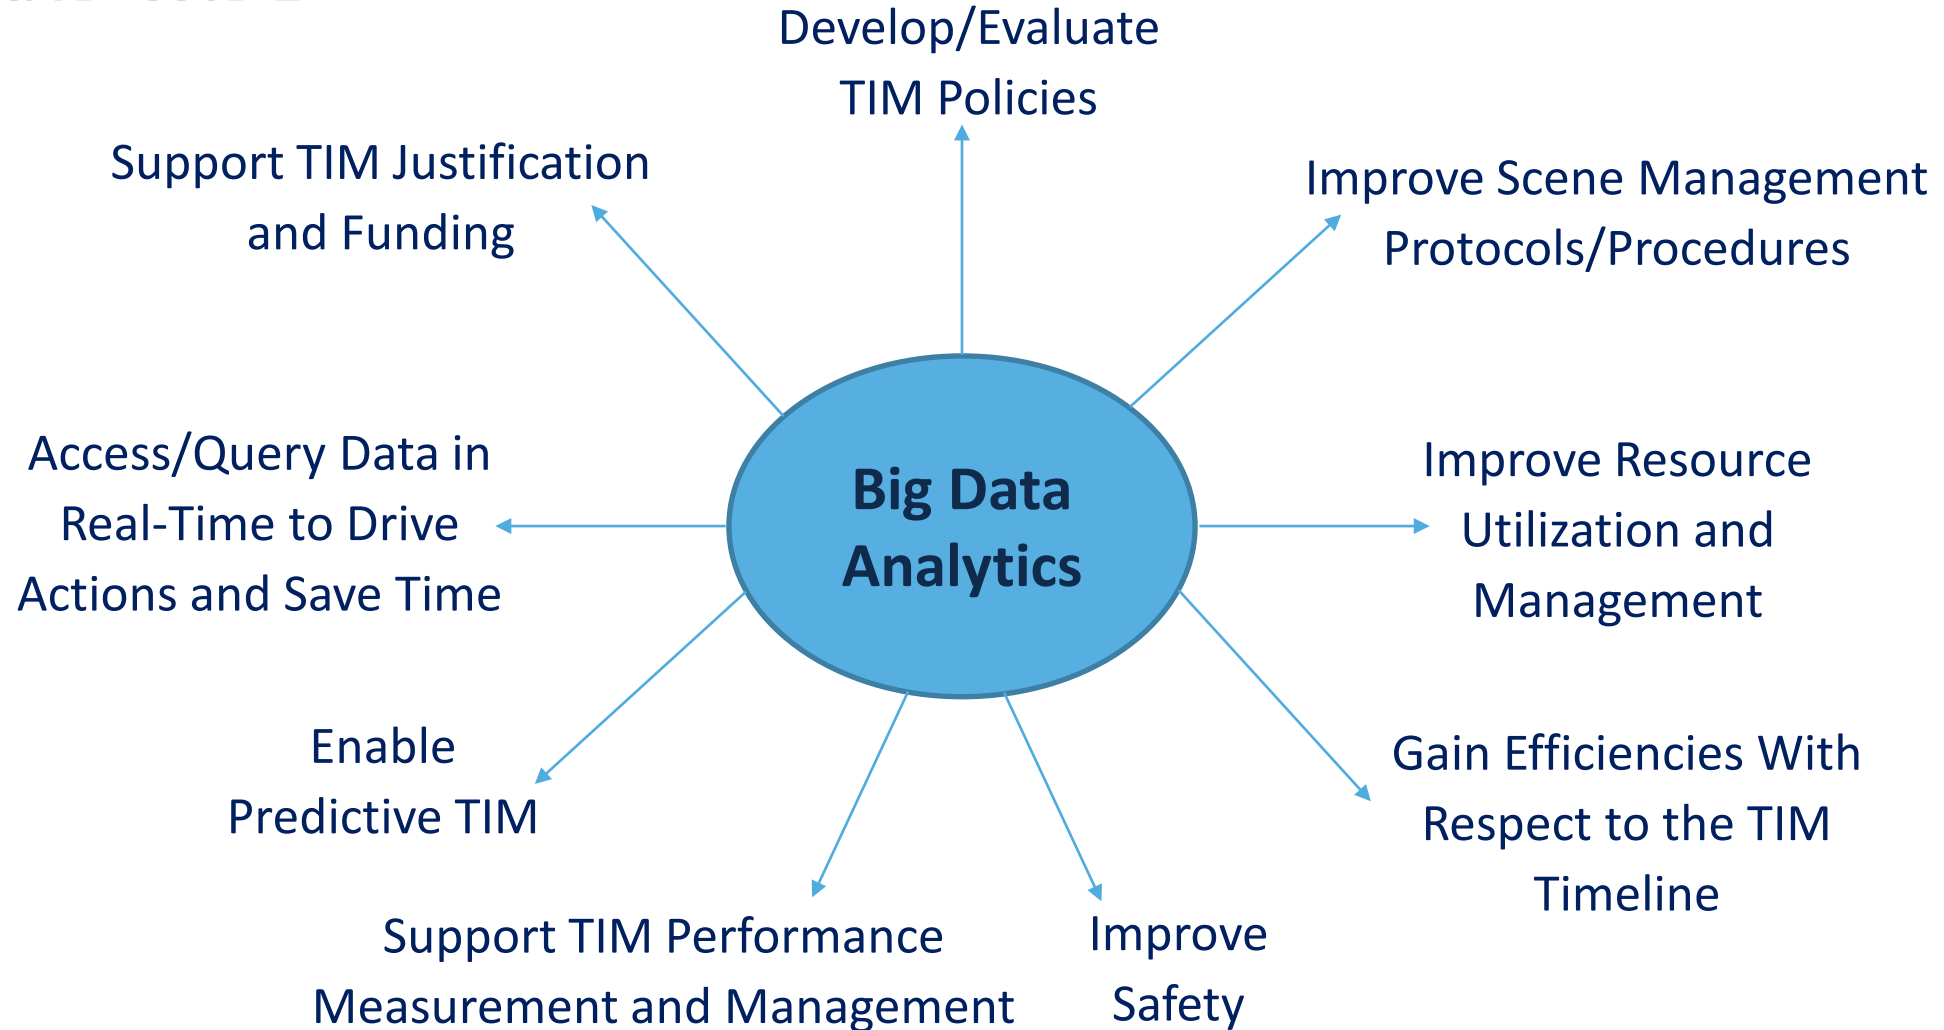 Develop/Evaluate
TIM Policies
Support TIM Justification
and Funding
Improve Scene Management
Protocols/Procedures
Access/Query Data in
Real-Time to Drive
Actions and Save Time
Big Data
Analytics
Improve Resource
Utilization and
Management
Enable
Predictive TIM
Gain Efficiencies With
Respect to the TIM
Timeline
Support TIM Performance
Measurement and Management
Improve
Safety